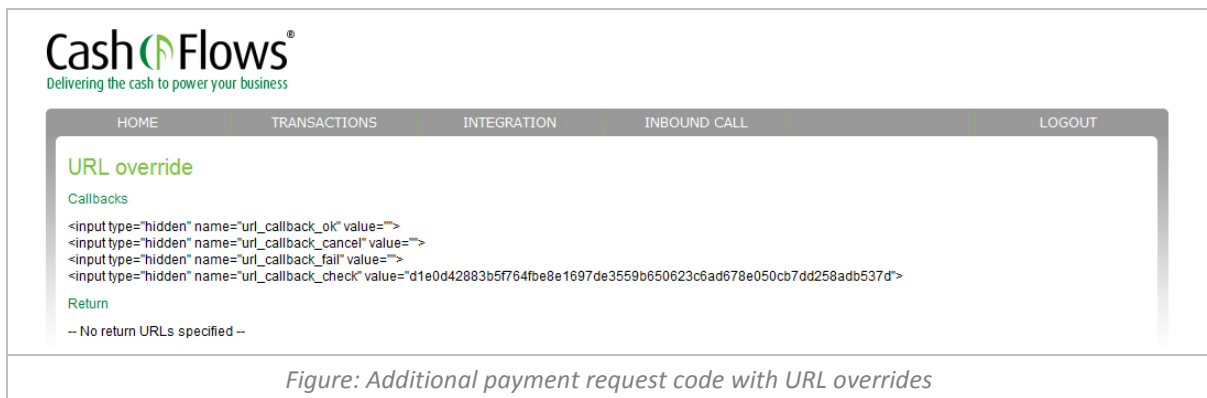 Cash Flows®
Delivering the cash to power your business
HOME TRANSACTIONS INTEGRATION INBOUND CALL LOGOUT
URL override
Callbacks
<input type="hidden" name="url_callback_ok" value="">
<input type="hidden" name="url_callback_cancel" value="">
<input type="hidden" name="url_callback_fail" value="">
<input type="hidden" name="url_callback_check" value="d1e0d42883b5f764fbe8e1697de3559b650623c6ad678e050cb7dd258adb537d">
Return
-- No return URLs specified --
Figure: Additional payment request code with URL overrides